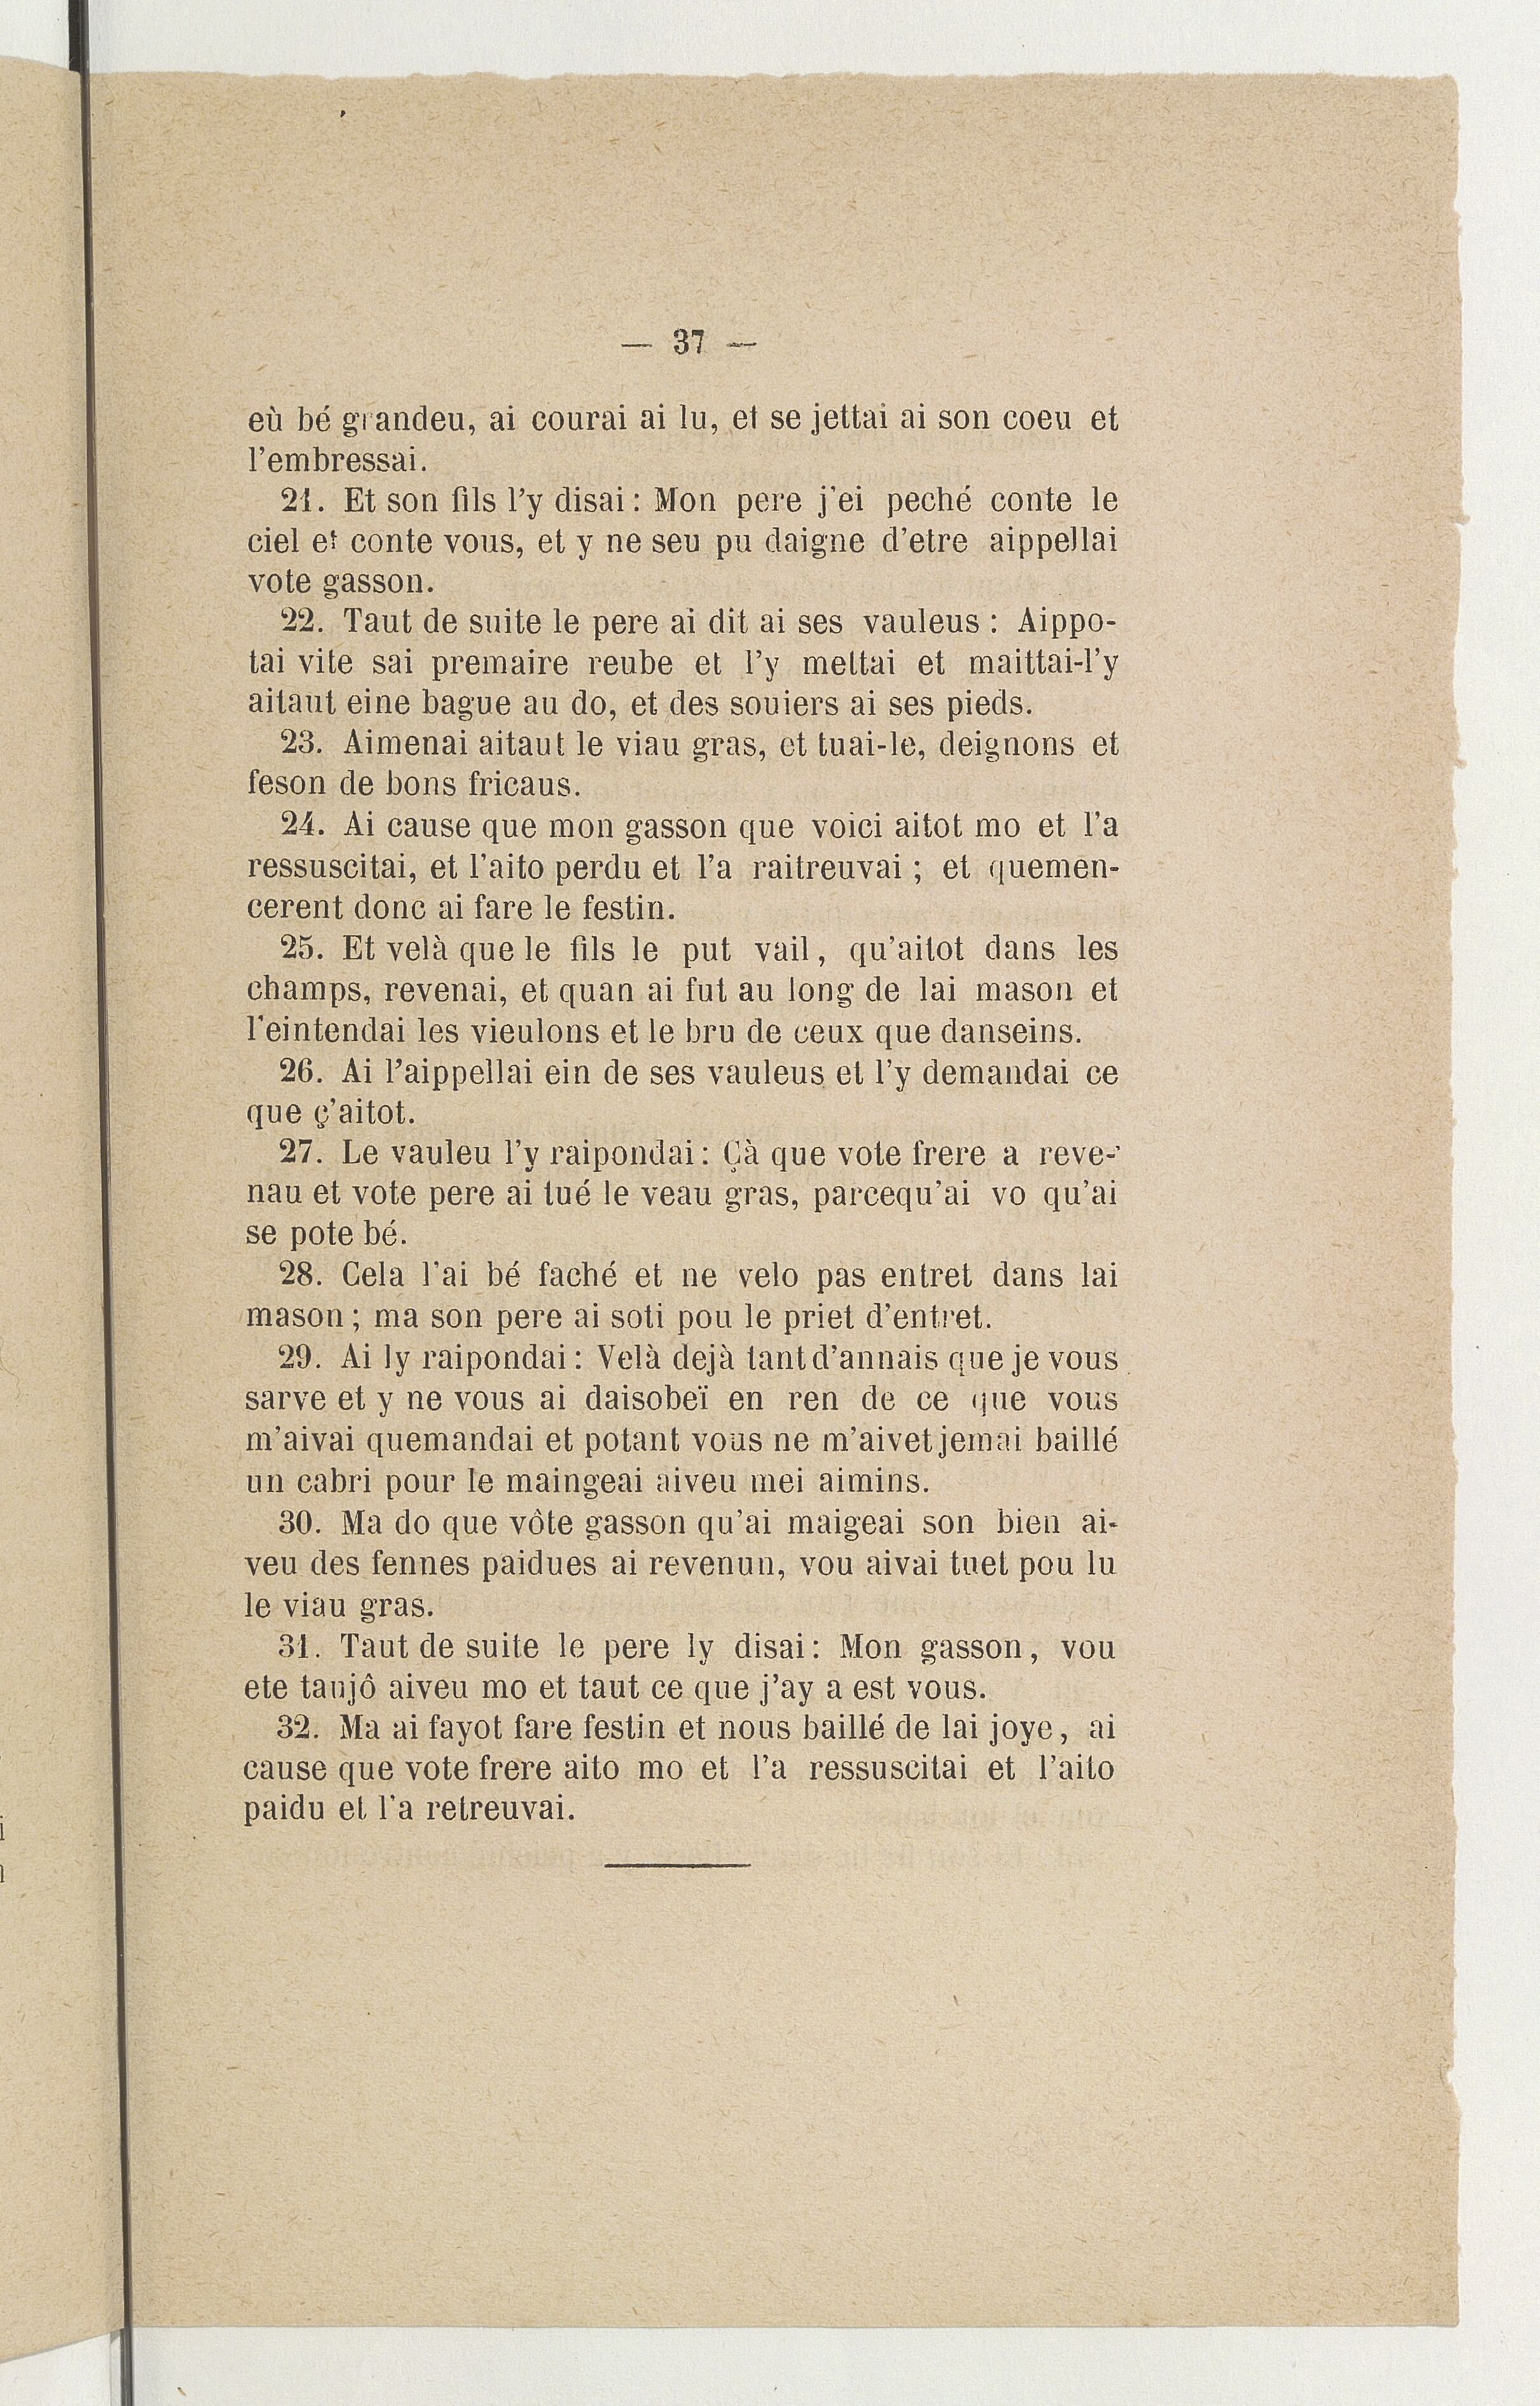 — 37 —
eù bé grandeu, ai courai ai lu, et se jettai ai son coeu et
l'embressai.
21. Et son fils l'y disai : Mon pere j'ei peché conte le
ciel et conte vous, et y ne seu pu daigne d'etre aippellai
vote gasson.
22. Taut de suite le pere ai dit ai ses vauleus : Aippo-
tai vite sai premaire reube et l'y mettai et maittai-l'y
aitaut eine bague au do, et des souiers ai ses pieds.
23. Aimenai aitaut le viau gras, et tuai-le, deignons et
feson de bons fricaus.
24. Ai cause que mon gasson que voici aitot mo et l'a
ressuscitai, et l'aito perdu et l'a raitreuvai ; et quemen-
cerent donc ai fare le festin.
25. Et velà que le fils le put vail, qu'aitot dans les
champs, revenai, et quan ai fut au long de lai mason et
l'eintendai les vieulons et le bru de ceux que danseins.
26. Ai l'aippellai ein de ses vauleus et l'y demandai ce
que ç'aitot.
27. Le vauleu l'y raipondai : Çà que vote frere a reve-
nau et vote pere ai tué le veau gras, parcequ'ai vo qu'ai
se pote bé.
28. Cela l'ai bé faché et ne velo pas entret dans lai
mason ; ma son pere ai soti pou le priet d'entret.
29. Ai ly raipondai : Velà dejà tant d'annais que je vous
sarve et y ne vous ai daisobeï en ren de ce que vous
m'aivai quemandai et potant vous ne m'aivet jemai baillé
un cabri pour le maingeai aiveu mei aimins.
30. Ma do que vôte gasson qu'ai maigeai son bien ai-
veu des fennes paidues ai revenun, vou aivai tuet pou lu
le viau gras.
31. Taut de suite le pere ly disai : Mon gasson, vou
ete taujô aiveu mo et taut ce que j'ay a est vous.
32. Ma ai fayot fare festin et nous baillé de lai joye, ai
cause que vote frere aito mo et l'a ressuscitai et l'aito
paidu et l'a retreuvai.